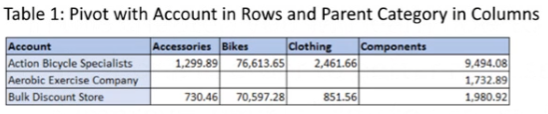 Table 1: Pivot with Account in Rows and Parent Category in Columns
Account Accessories Bikes Clothing Components
Action Bicycle Specialists 1,299.89 76,613.65 2,461.66 9,494.08
Aerobic Exercise Company 1,732.89
Bulk Discount Store 730.46 70,597.28 851.56 1,980.92